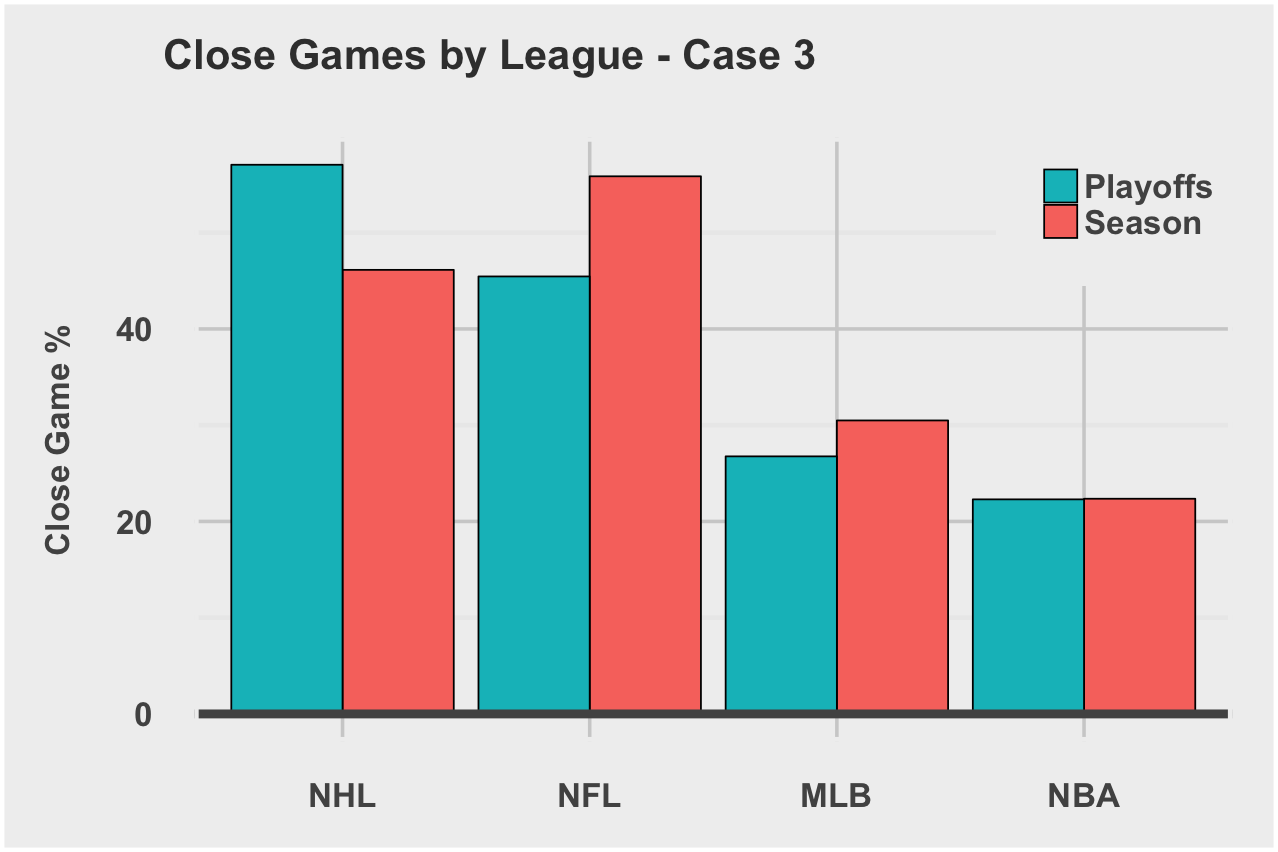 Close Games by League - Case 3
Playoffs
Season
Close Game %
40
20
0
NHL NFL MLB NBA